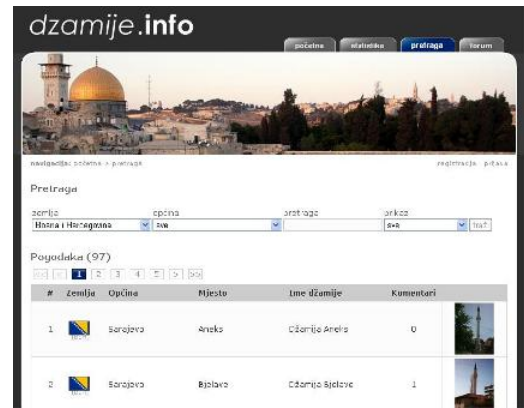 dzamije.info
početna statistika pretraga forum
navigacija: početna > pretraga
registracija prijava
Pretraga
zemlja općina pretraga prikaz
Bosna i Hercegovina sve sve traži
Pogodaka (97)
<< < 1 2 3 4 5 > >>
# Zemlja Općina Mjesto Ime džamije Komentari
1 Sarajevo Aneks Džamija Aneks 0
2 Sarajevo Bjelave Džamija Bjelave 1